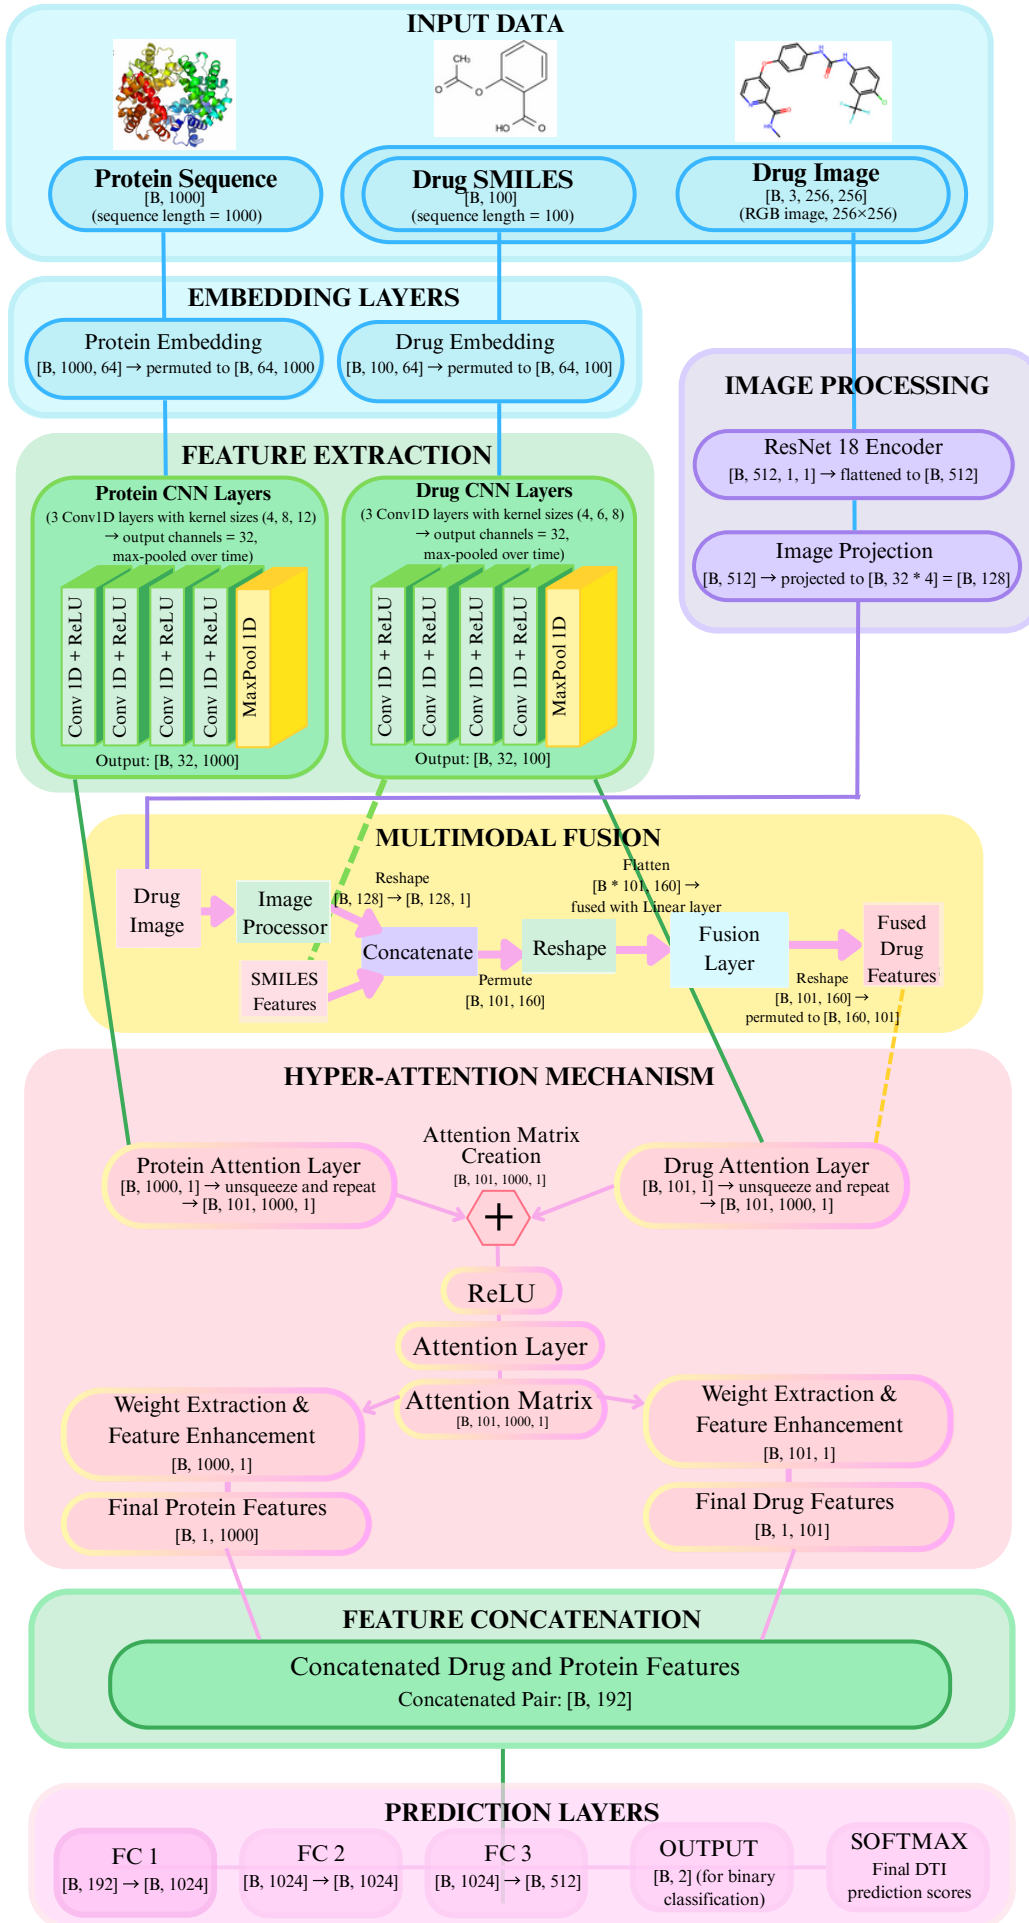 INPUT DATA
CH₃
O
O
HO
O
Protein Sequence
[B, 1000]
(sequence length = 1000)
Drug SMILES
[B, 100]
(sequence length = 100)
Drug Image
[B, 3, 256, 256]
(RGB image, 256×256)
EMBEDDING LAYERS
Protein Embedding
[B, 1000, 64] → permuted to [B, 64, 1000
Drug Embedding
[B, 100, 64] → permuted to [B, 64, 100]
IMAGE PROCESSING
ResNet 18 Encoder
[B, 512, 1, 1] → flattened to [B, 512]
Image Projection
[B, 512] → projected to [B, 32 * 4] = [B, 128]
FEATURE EXTRACTION
Protein CNN Layers
(3 Conv1D layers with kernel sizes (4, 8, 12)
→ output channels = 32,
max-pooled over time)
Conv 1D + ReLU
Conv 1D + ReLU
Conv 1D + ReLU
Conv 1D + ReLU
MaxPool 1D
Output: [B, 32, 1000]
Drug CNN Layers
(3 Conv1D layers with kernel sizes (4, 6, 8)
→ output channels = 32,
max-pooled over time)
Conv 1D + ReLU
Conv 1D + ReLU
Conv 1D + ReLU
Conv 1D + ReLU
MaxPool 1D
Output: [B, 32, 100]
MULTIMODAL FUSION
Drug
Image
Image
Processor
Reshape
[B, 128] → [B, 128, 1]
SMILES
Features
Concatenate
Permute
[B, 101, 160]
Reshape
Flatten
[B * 101, 160] →
fused with Linear layer
Fusion
Layer
Reshape
[B, 101, 160] →
permuted to [B, 160, 101]
Fused
Drug
Features
HYPER-ATTENTION MECHANISM
Protein Attention Layer
[B, 1000, 1] → unsqueeze and repeat
→ [B, 101, 1000, 1]
Attention Matrix
Creation
[B, 101, 1000, 1]
+
Drug Attention Layer
[B, 101, 1] → unsqueeze and repeat
→ [B, 101, 1000, 1]
ReLU
Attention Layer
Attention Matrix
[B, 101, 1000, 1]
Weight Extraction &
Feature Enhancement
[B, 1000, 1]
Weight Extraction &
Feature Enhancement
[B, 101, 1]
Final Protein Features
[B, 1, 1000]
Final Drug Features
[B, 1, 101]
FEATURE CONCATENATION
Concatenated Drug and Protein Features
Concatenated Pair: [B, 192]
PREDICTION LAYERS
FC 1
[B, 192] → [B, 1024]
FC 2
[B, 1024] → [B, 1024]
FC 3
[B, 1024] → [B, 512]
OUTPUT
[B, 2] (for binary
classification)
SOFTMAX
Final DTI
prediction scores